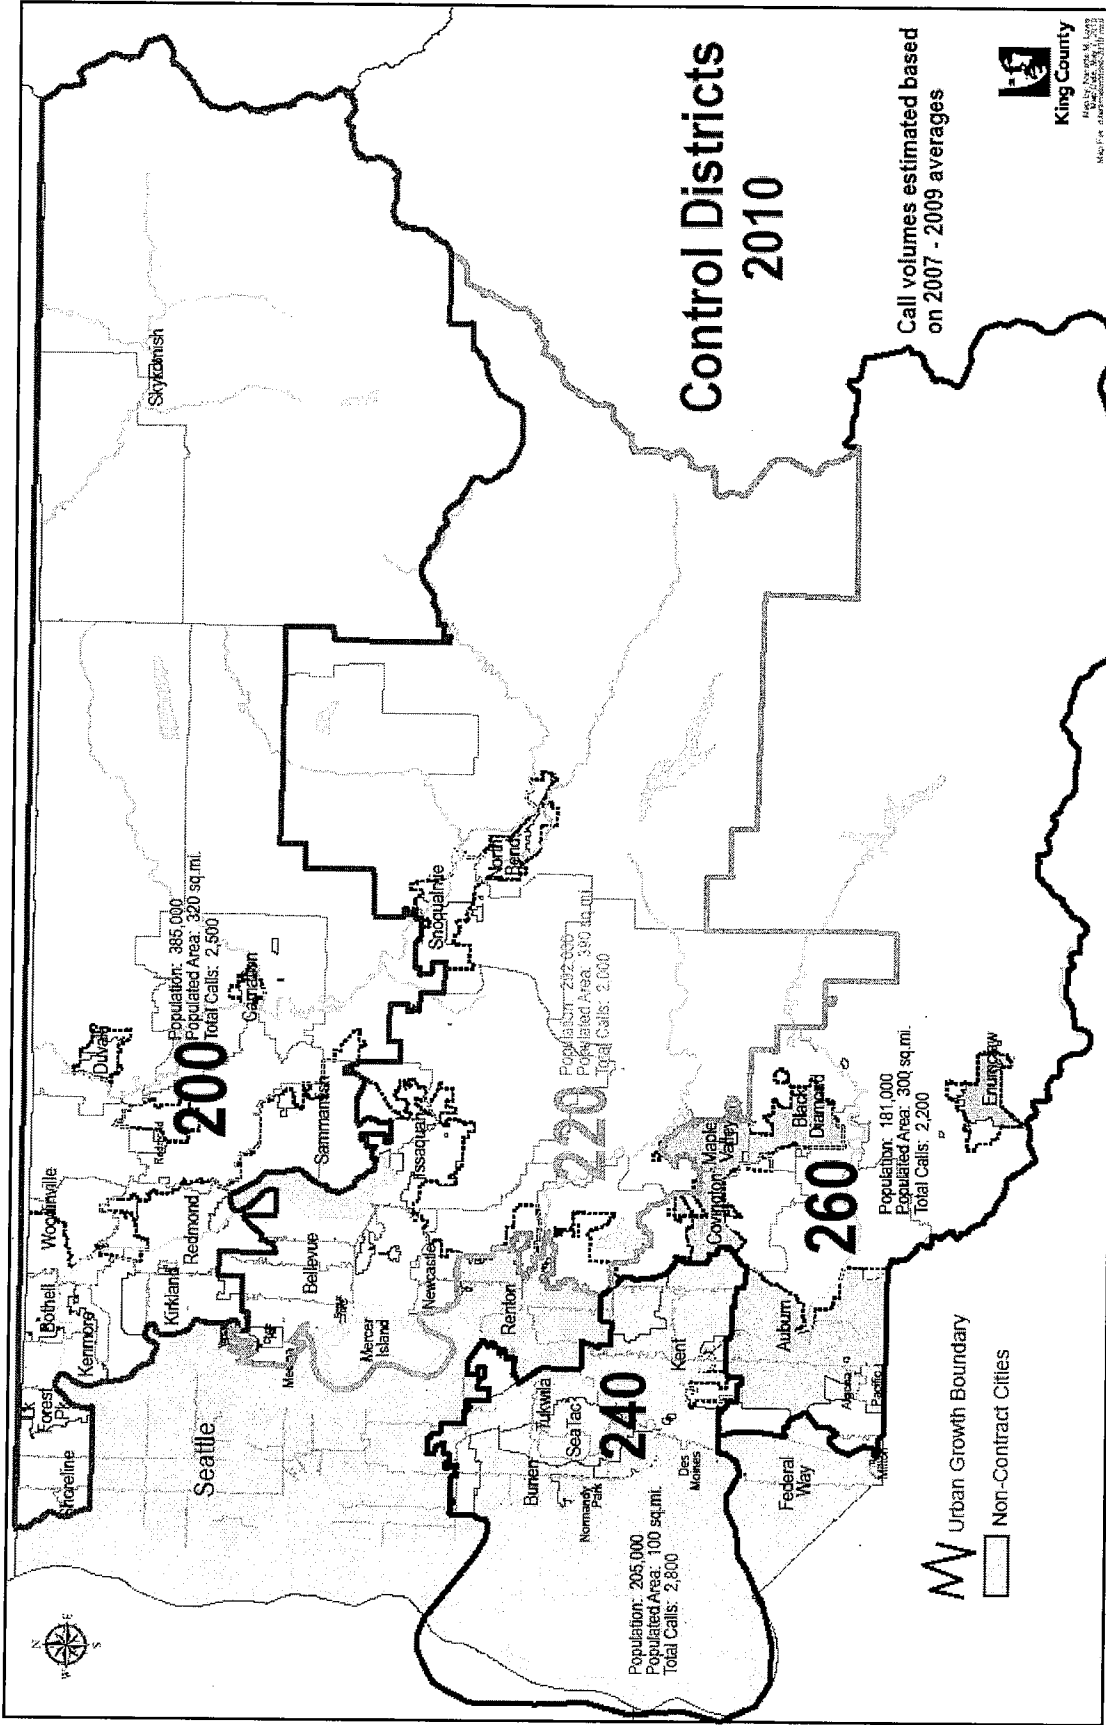 Control Districts
2010
Call volumes estimated based
on 2007 - 2009 averages
King County
N
W
E
S
Skykomish
Duvall
Woodinville
Bothell
Kenmore
Forest
Pk
Shoreline
Seattle
Kirkland
Redmond
Carnation
200
Population: 385,000
Populated Area: 320 sq.mi.
Total Calls: 2,500
Sammamish
Bellevue
Medina
Mercer
Island
Newcastle
Issaquah
Snoqualmie
North
Bend
220
Population: 202,000
Populated Area: 390 sq.mi.
Total Calls: 2,000
Renton
Tukwila
SeaTac
Burien
Normandy
Park
Des
Moines
Kent
240
Population: 205,000
Populated Area: 100 sq.mi.
Total Calls: 2,800
Covington
Maple
Valley
Black
Diamond
260
Population: 181,000
Populated Area: 300 sq.mi.
Total Calls: 2,200
Enumclaw
Auburn
Algona
Pacific
Milton
Federal
Way
Urban Growth Boundary
Non-Contract Cities